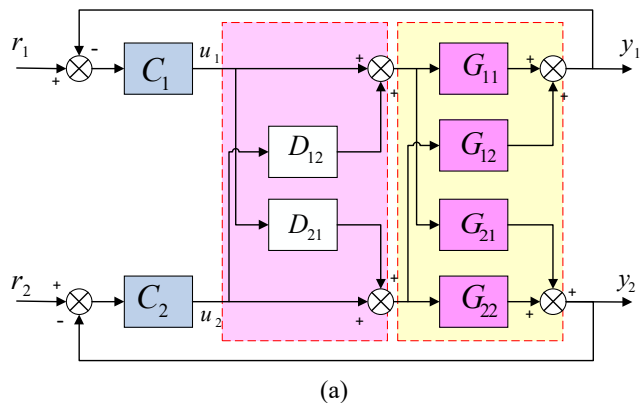 r₁ - + C₁ u₁ + + G₁₁ + + y₁
D₁₂ G₁₂
D₂₁ G₂₁
r₂ + - C₂ u₂ + + G₂₂ + + y₂
(a)